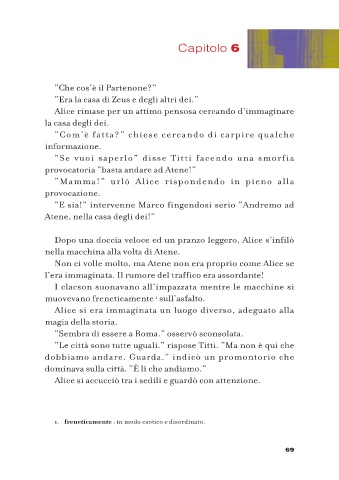 Capitolo 6
"Che cos'è il Partenone?"
"Era la casa di Zeus e degli altri dei."
Alice rimase per un attimo pensosa cercando d'immaginare
la casa degli dei.
"Com'è fatta?" chiese cercando di carpire qualche
informazione.
"Se vuoi saperlo" disse Titti facendo una smorfia
provocatoria "basta andare ad Atene!"
"Mamma!" urlò Alice rispondendo in pieno alla
provocazione.
"E sia!" intervenne Marco fingendosi serio "Andremo ad
Atene, nella casa degli dei!"
Dopo una doccia veloce ed un pranzo leggero, Alice s'infilò
nella macchina alla volta di Atene.
Non ci volle molto, ma Atene non era proprio come Alice se
l'era immaginata. Il rumore del traffico era assordante!
I clacson suonavano all'impazzata mentre le macchine si
muovevano freneticamente¹ sull'asfalto.
Alice si era immaginata un luogo diverso, adeguato alla
magia della storia.
"Sembra di essere a Roma." osservò sconsolata.
"Le città sono tutte uguali." rispose Titti. "Ma non è qui che
dobbiamo andare. Guarda." indicò un promontorio che
dominava sulla città. "È lì che andiamo."
Alice si accucciò tra i sedili e guardò con attenzione.
1. freneticamente : in modo caotico e disordinato.
69